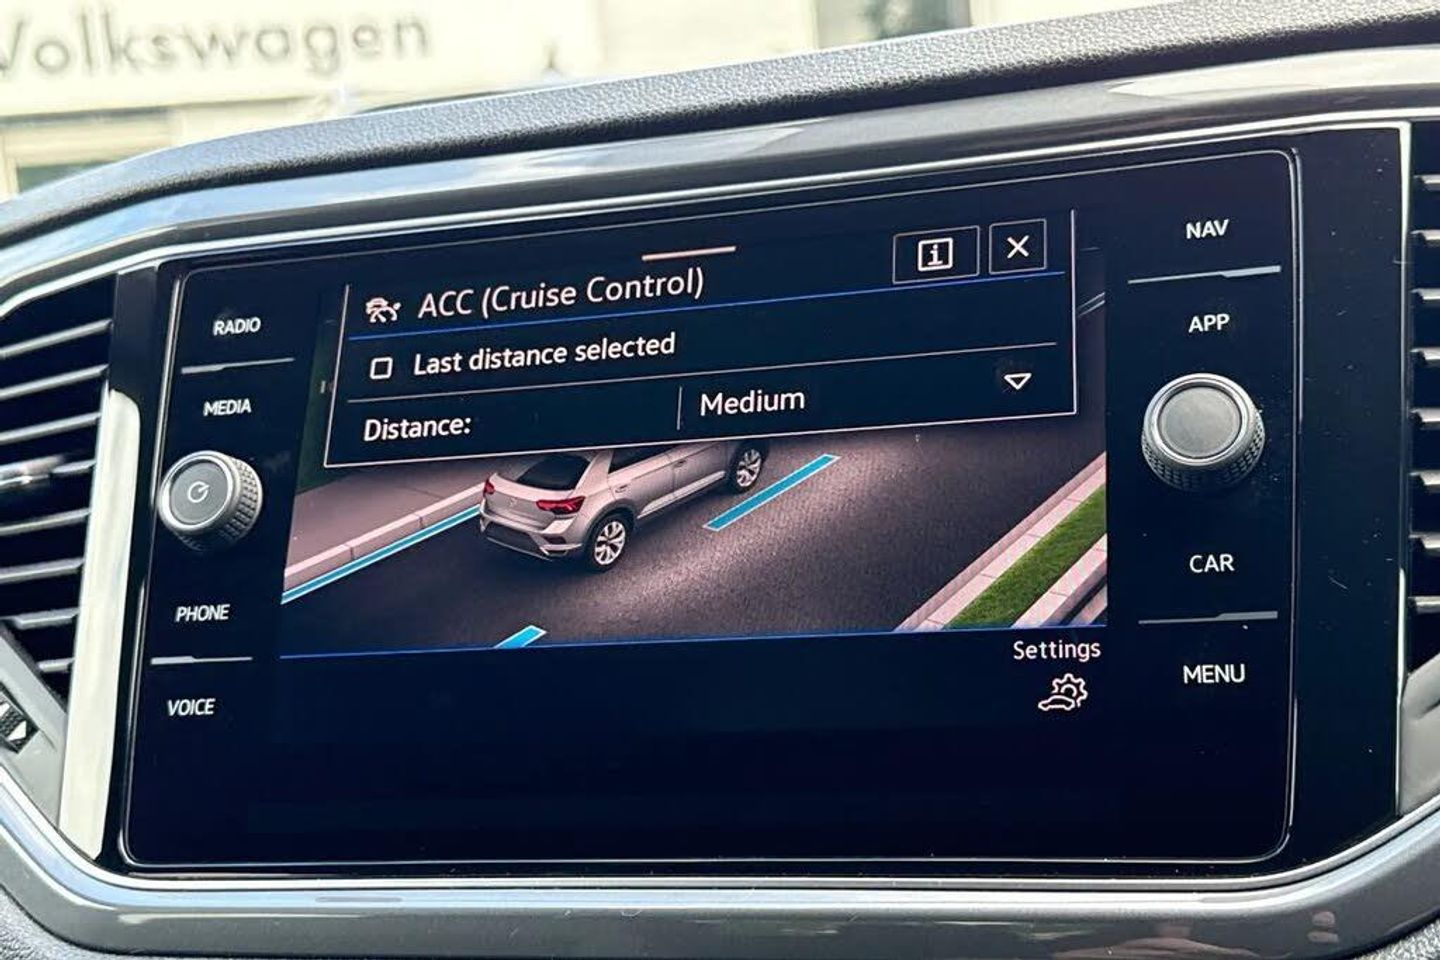 Volkswagen
RADIO
MEDIA
PHONE
VOICE
ACC (Cruise Control)
Last distance selected
Distance:
Medium
Settings
NAV
APP
CAR
MENU